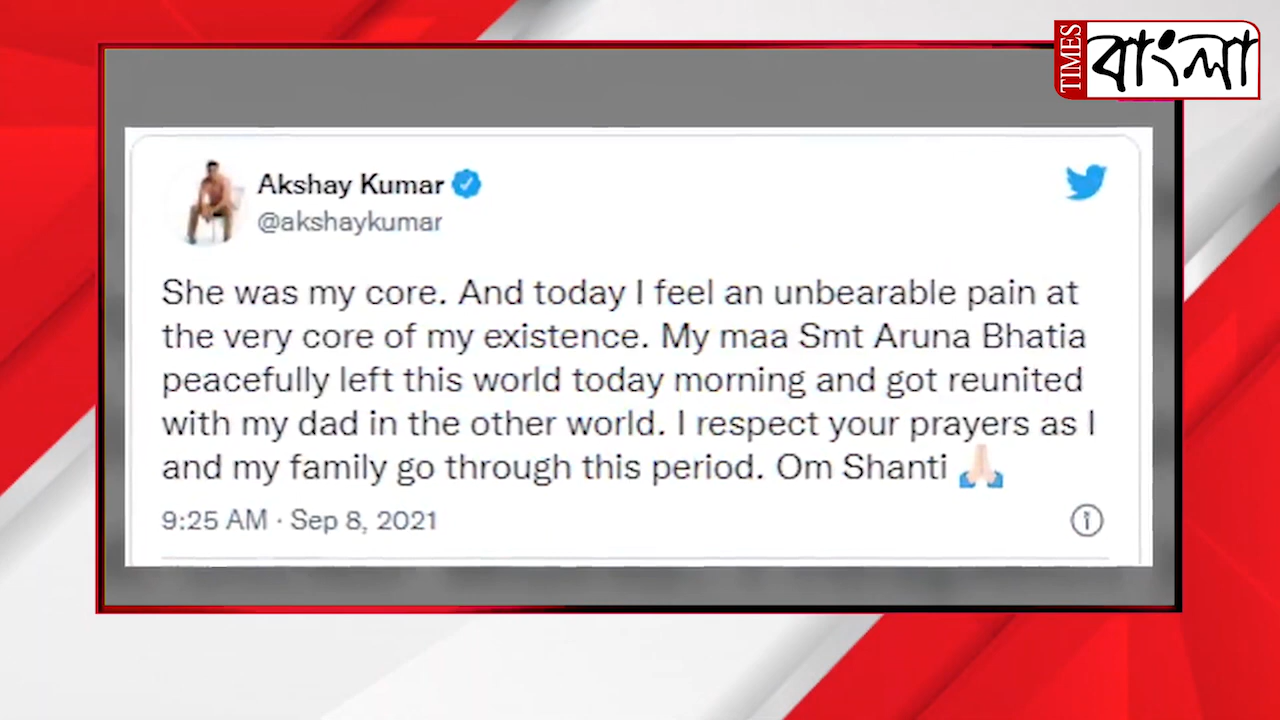 TIMES
বাংলা
Akshay Kumar
@akshaykumar
She was my core. And today I feel an unbearable pain at
the very core of my existence. My maa Smt Aruna Bhatia
peacefully left this world today morning and got reunited
with my dad in the other world. I respect your prayers as I
and my family go through this period. Om Shanti 🙏🏻
9:25 AM · Sep 8, 2021